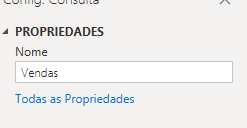 Config. Consulta
PROPRIEDADES
Nome
Vendas
Todas as Propriedades